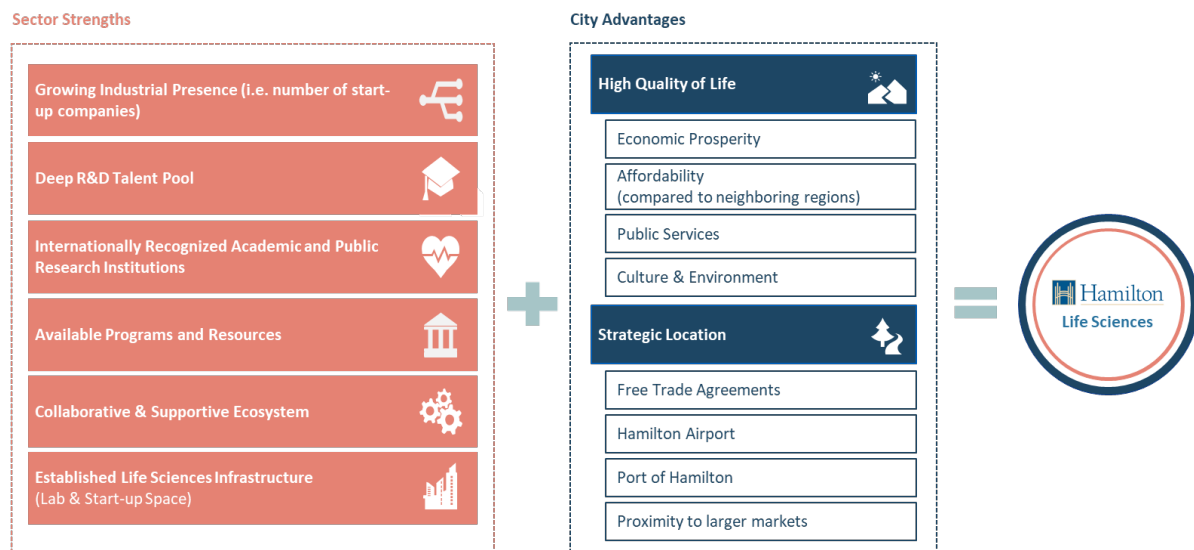 Sector Strengths
Growing Industrial Presence (i.e. number of start-
up companies)
Deep R&D Talent Pool
Internationally Recognized Academic and Public
Research Institutions
Available Programs and Resources
Collaborative & Supportive Ecosystem
Established Life Sciences Infrastructure
(Lab & Start-up Space)
City Advantages
High Quality of Life
Economic Prosperity
Affordability
(compared to neighboring regions)
Public Services
Culture & Environment
Strategic Location
Free Trade Agreements
Hamilton Airport
Port of Hamilton
Proximity to larger markets
Hamilton
Life Sciences